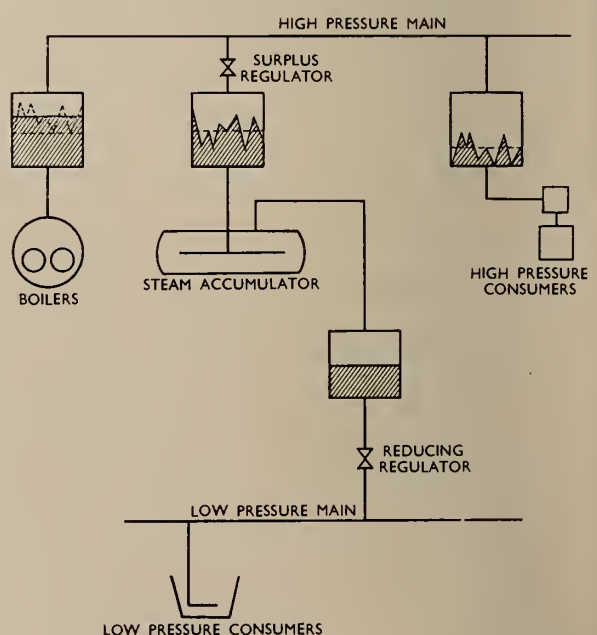 HIGH PRESSURE MAIN
SURPLUS
REGULATOR
BOILERS
STEAM ACCUMULATOR
HIGH PRESSURE
CONSUMERS
REDUCING
REGULATOR
LOW PRESSURE MAIN
LOW PRESSURE CONSUMERS